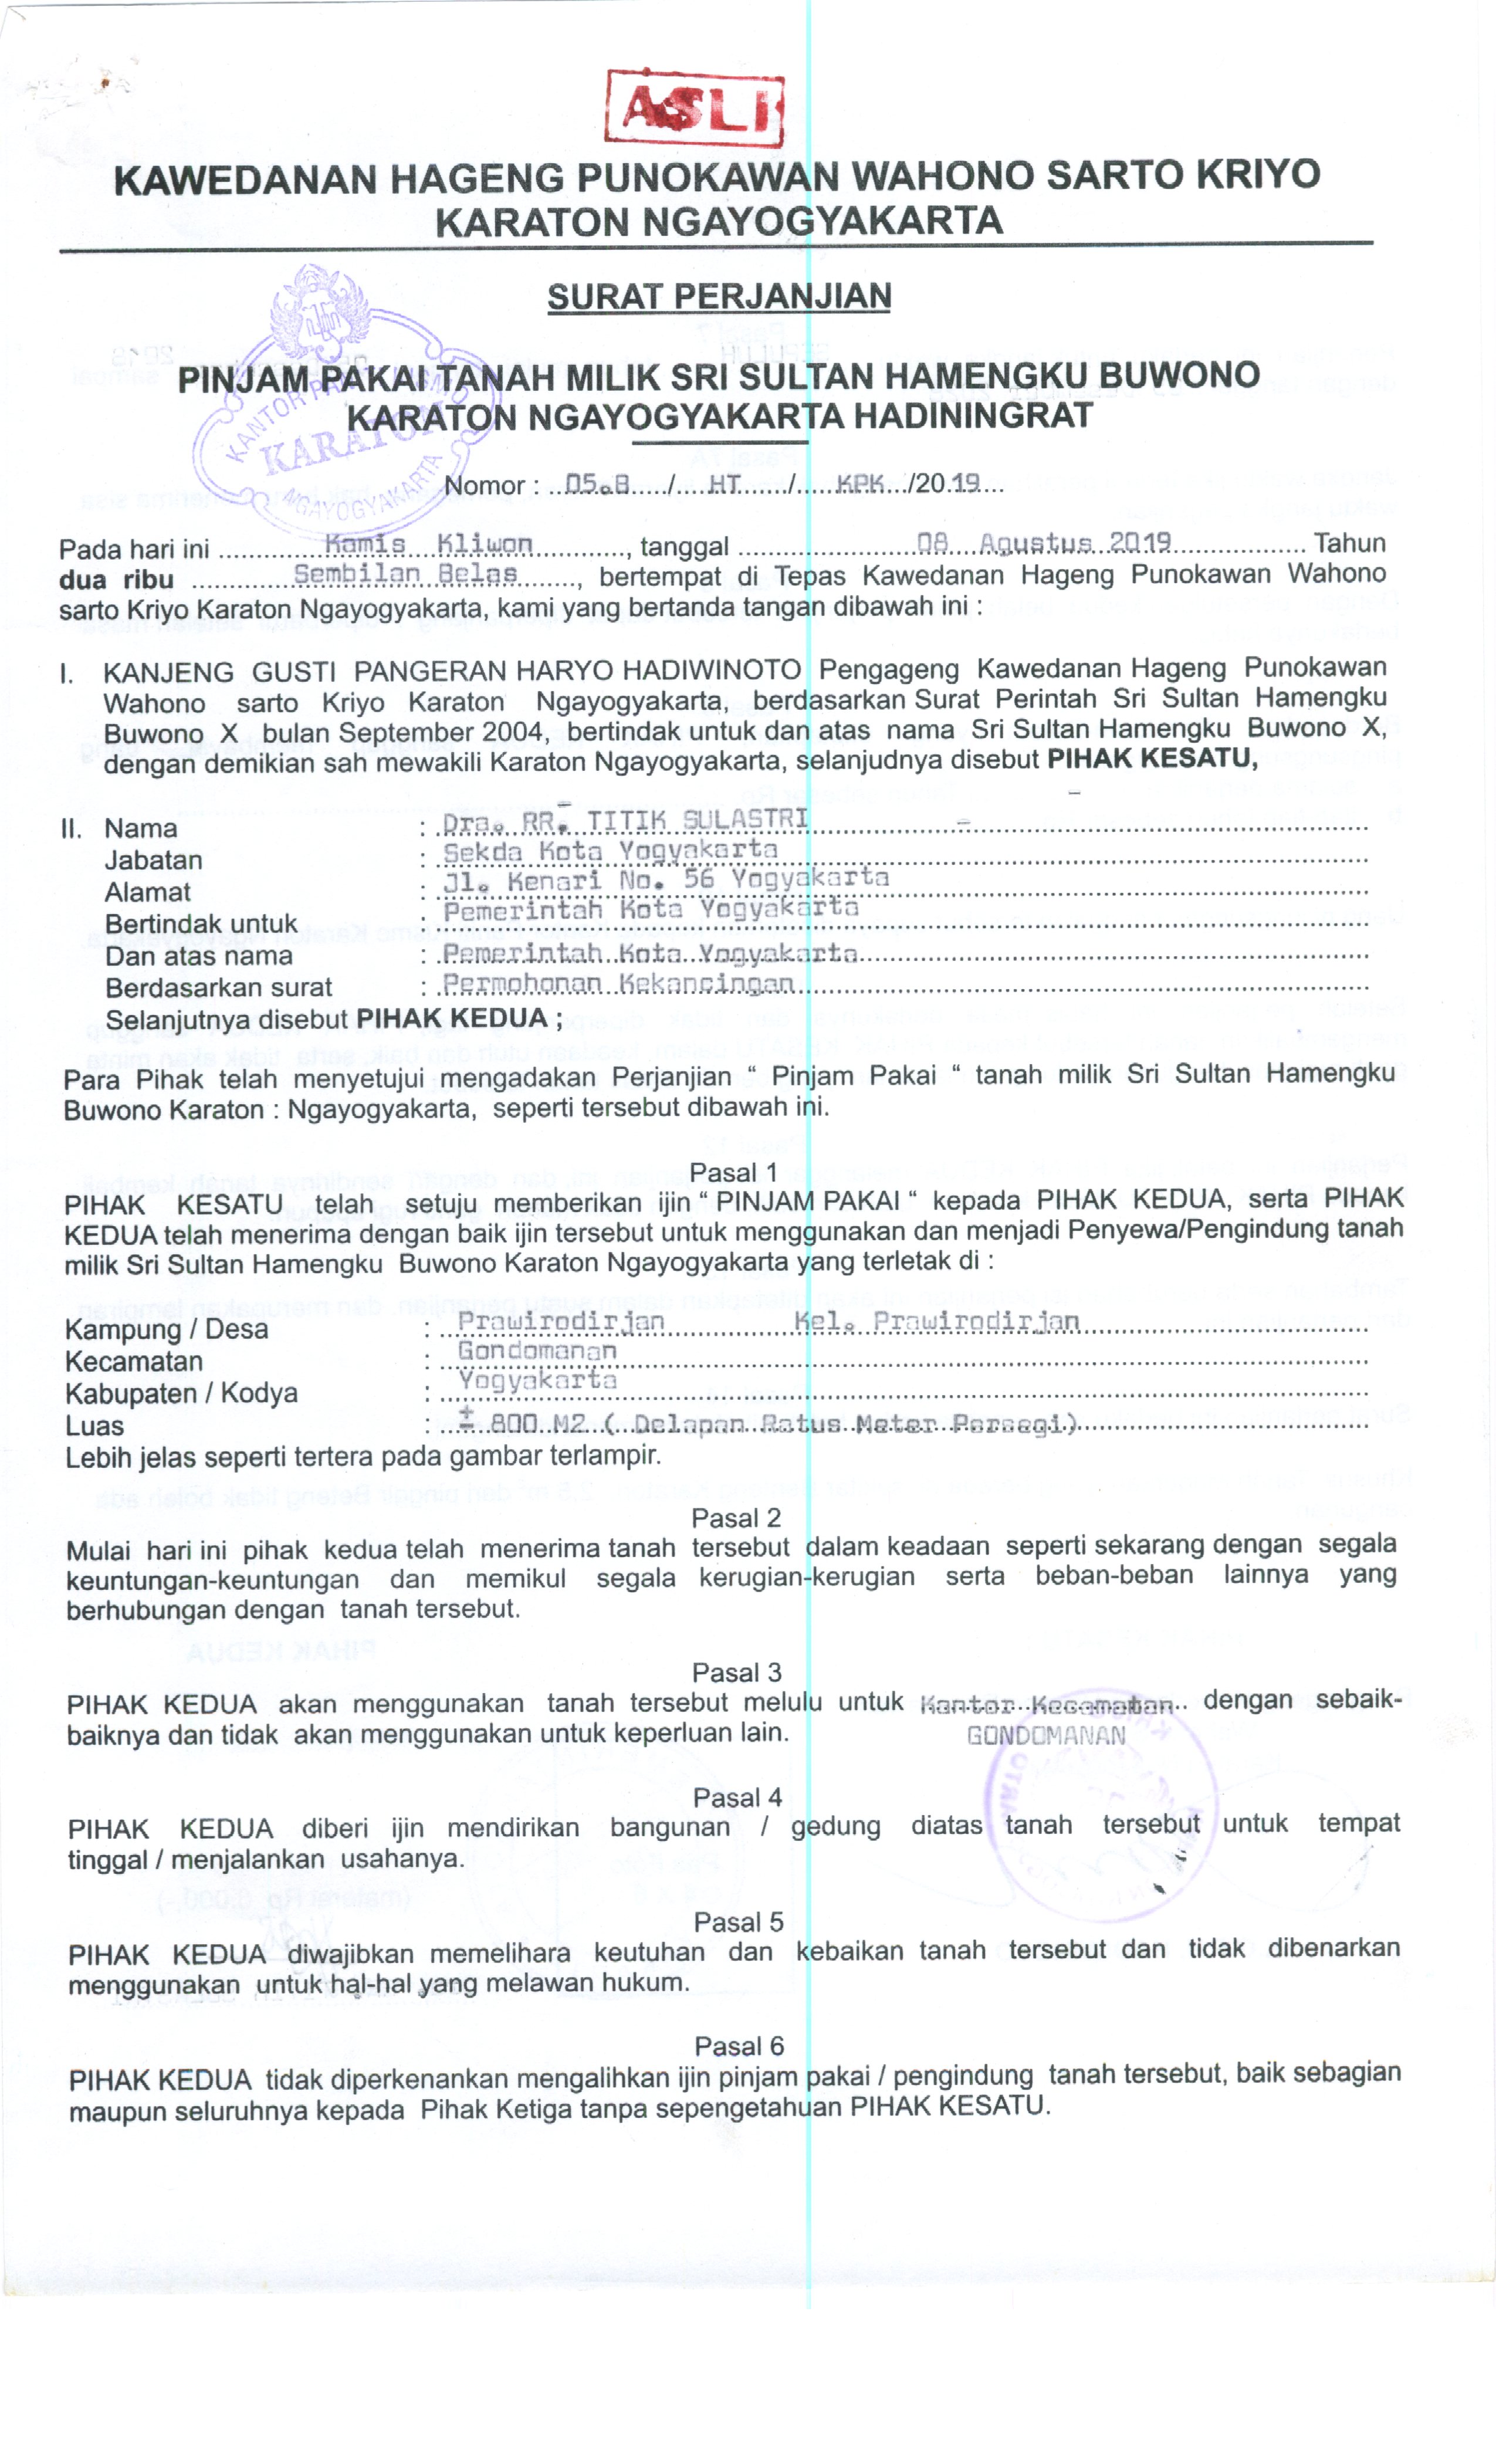 ASLI
KAWEDANAN HAGENG PUNOKAWAN WAHONO SARTO KRIYO
KARATON NGAYOGYAKARTA
SURAT PERJANJIAN
PINJAM PAKAI TANAH MILIK SRI SULTAN HAMENGKU BUWONO
KARATON NGAYOGYAKARTA HADININGRAT
KANTOR PANITIKISMO
KARATON
NGAYOGYAKARTA
Nomor : ..05.B...../....HT....../.....KPK.../20.19....
Pada hari ini ............Kamis Kliwon............, tanggal ....................08 Agustus 2019................ Tahun
dua ribu ............Sembilan Belas........, bertempat di Tepas Kawedanan Hageng Punokawan Wahono
sarto Kriyo Karaton Ngayogyakarta, kami yang bertanda tangan dibawah ini :
I. KANJENG GUSTI PANGERAN HARYO HADIWINOTO Pengageng Kawedanan Hageng Punokawan
Wahono sarto Kriyo Karaton Ngayogyakarta, berdasarkan Surat Perintah Sri Sultan Hamengku
Buwono X bulan September 2004, bertindak untuk dan atas nama Sri Sultan Hamengku Buwono X,
dengan demikian sah mewakili Karaton Ngayogyakarta, selanjudnya disebut PIHAK KESATU,
II. Nama : Dra. RR. TITIK SULASTRI
Jabatan : Sekda Kota Yogyakarta
Alamat : Jl. Kenari No. 56 Yogyakarta
Bertindak untuk : Pemerintah Kota Yogyakarta
Dan atas nama : Pemerintah Kota Yogyakarta
Berdasarkan surat : Permohonan Kekancingan
Selanjutnya disebut PIHAK KEDUA ;
Para Pihak telah menyetujui mengadakan Perjanjian “ Pinjam Pakai “ tanah milik Sri Sultan Hamengku
Buwono Karaton : Ngayogyakarta, seperti tersebut dibawah ini.
Pasal 1
PIHAK KESATU telah setuju memberikan ijin “ PINJAM PAKAI “ kepada PIHAK KEDUA, serta PIHAK
KEDUA telah menerima dengan baik ijin tersebut untuk menggunakan dan menjadi Penyewa/Pengindung tanah
milik Sri Sultan Hamengku Buwono Karaton Ngayogyakarta yang terletak di :
Kampung / Desa : Prawirodirjan Kel. Prawirodirjan
Kecamatan : Gondomanan
Kabupaten / Kodya : Yogyakarta
Luas : ± 800 M2 ( Delapan Ratus Meter Persegi)
Lebih jelas seperti tertera pada gambar terlampir.
Pasal 2
Mulai hari ini pihak kedua telah menerima tanah tersebut dalam keadaan seperti sekarang dengan segala
keuntungan-keuntungan dan memikul segala kerugian-kerugian serta beban-beban lainnya yang
berhubungan dengan tanah tersebut.
Pasal 3
PIHAK KEDUA akan menggunakan tanah tersebut melulu untuk Kantor Kecamatan.. dengan sebaik-
baiknya dan tidak akan menggunakan untuk keperluan lain. GONDOMANAN
Pasal 4
PIHAK KEDUA diberi ijin mendirikan bangunan / gedung diatas tanah tersebut untuk tempat
tinggal / menjalankan usahanya.
Pasal 5
PIHAK KEDUA diwajibkan memelihara keutuhan dan kebaikan tanah tersebut dan tidak dibenarkan
menggunakan untuk hal-hal yang melawan hukum.
Pasal 6
PIHAK KEDUA tidak diperkenankan mengalihkan ijin pinjam pakai / pengindung tanah tersebut, baik sebagian
maupun seluruhnya kepada Pihak Ketiga tanpa sepengetahuan PIHAK KESATU.